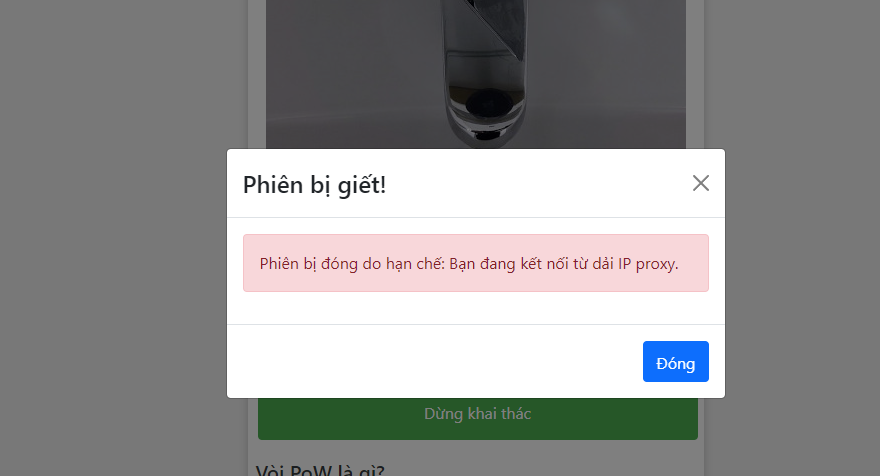 Phiên bị giết!
Phiên bị đóng do hạn chế: Bạn đang kết nối từ dải IP proxy.
Đóng
Dừng khai thác
Vòi PoW là gì?